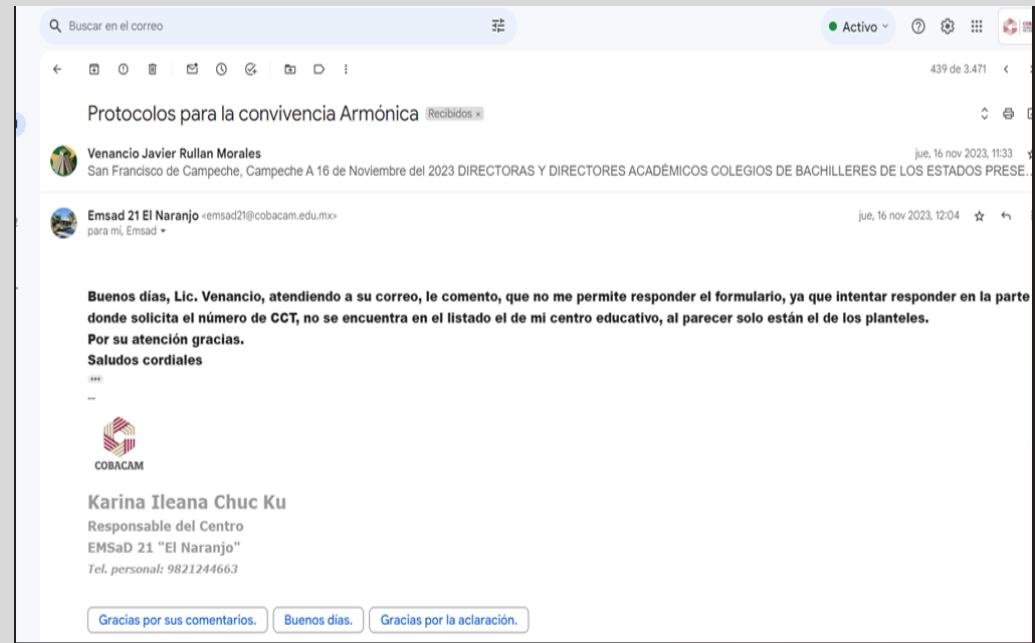 Buscar en el correo
Activo
439 de 3.471
Protocolos para la convivencia Armónica Recibidos ×
Venancio Javier Rullan Morales
jue, 16 nov 2023, 11:33
San Francisco de Campeche, Campeche A 16 de Noviembre del 2023 DIRECTORAS Y DIRECTORES ACADÉMICOS COLEGIOS DE BACHILLERES DE LOS ESTADOS PRESE...
Emsad 21 El Naranjo <emsad21@cobacam.edu.mx>
jue, 16 nov 2023, 12:04
para mí, Emsad
Buenos días, Lic. Venancio, atendiendo a su correo, le comento, que no me permite responder el formulario, ya que intentar responder en la parte
donde solicita el número de CCT, no se encuentra en el listado el de mi centro educativo, al parecer solo están el de los planteles.
Por su atención gracias.
Saludos cordiales
...
--
COBACAM
Karina Ileana Chuc Ku
Responsable del Centro
EMSaD 21 "El Naranjo"
Tel. personal: 9821244663
Gracias por sus comentarios.
Buenos días.
Gracias por la aclaración.